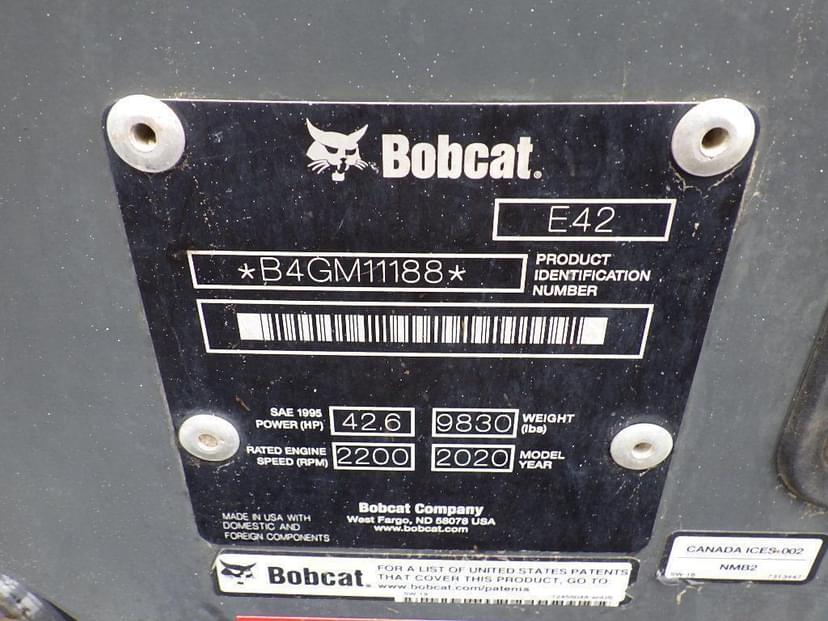 Bobcat.
E42
*B4GM11188*
PRODUCT
IDENTIFICATION
NUMBER
SAE 1995
POWER (HP)
42.6
9830
WEIGHT
(lbs)
RATED ENGINE
SPEED (RPM)
2200
2020
MODEL
YEAR
MADE IN USA WITH
DOMESTIC AND
FOREIGN COMPONENTS
Bobcat Company
West Fargo, ND 58078 USA
www.bobcat.com
Bobcat.
FOR A LIST OF UNITED STATES PATENTS
THAT COVER THIS PRODUCT, GO TO:
www.bobcat.com/patents
CANADA ICES-002
NMB2
SW 18